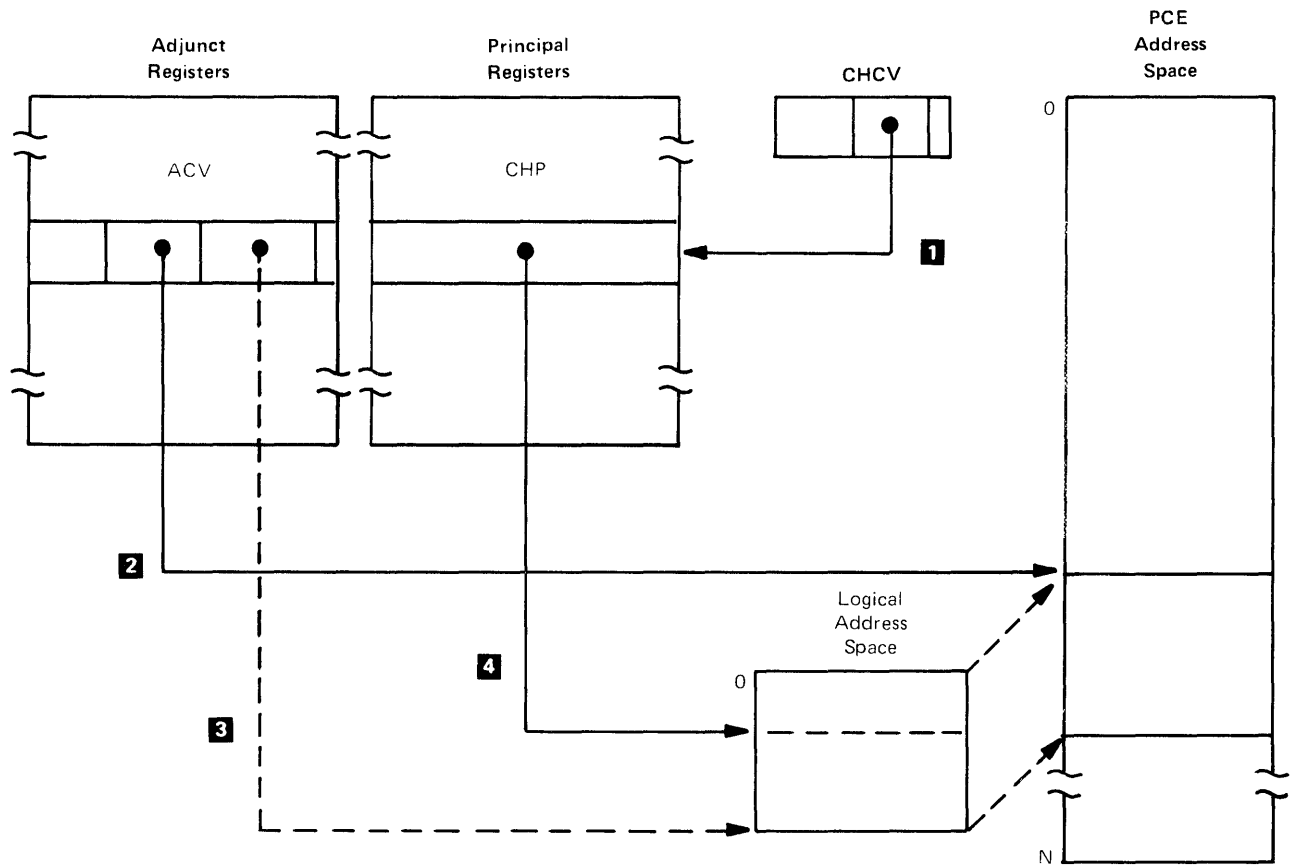 PCE
Address
Space
Adjunct
Registers
Principal
Registers
CHCV
0
ACV
CHP
1
2
Logical
Address
Space
4
0
3
N